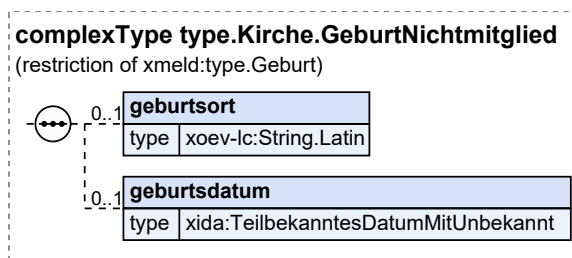 complexType type.Kirche.GeburtNichtmitglied
(restriction of xmeld:type.Geburt)
0..1 geburtsort
type xoev-lc:String.Latin
0..1 geburtsdatum
type xida:TeilbekanntesDatumMitUnbekannt